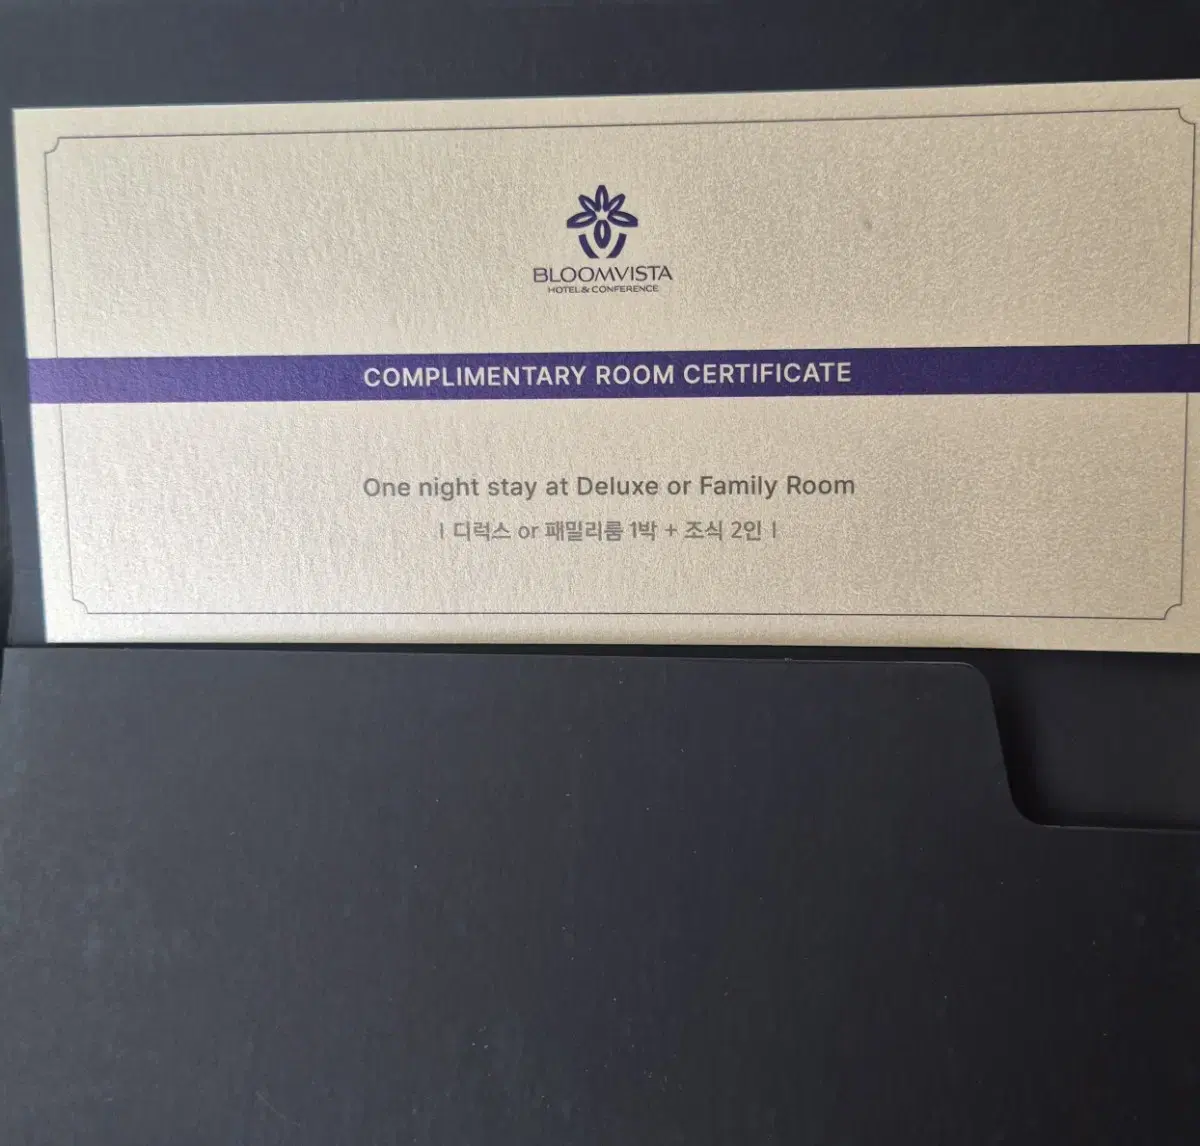 BLOOMVISTA
HOTEL & CONFERENCE
COMPLIMENTARY ROOM CERTIFICATE
One night stay at Deluxe or Family Room
| 디럭스 or 패밀리룸 1박 + 조식 2인 |